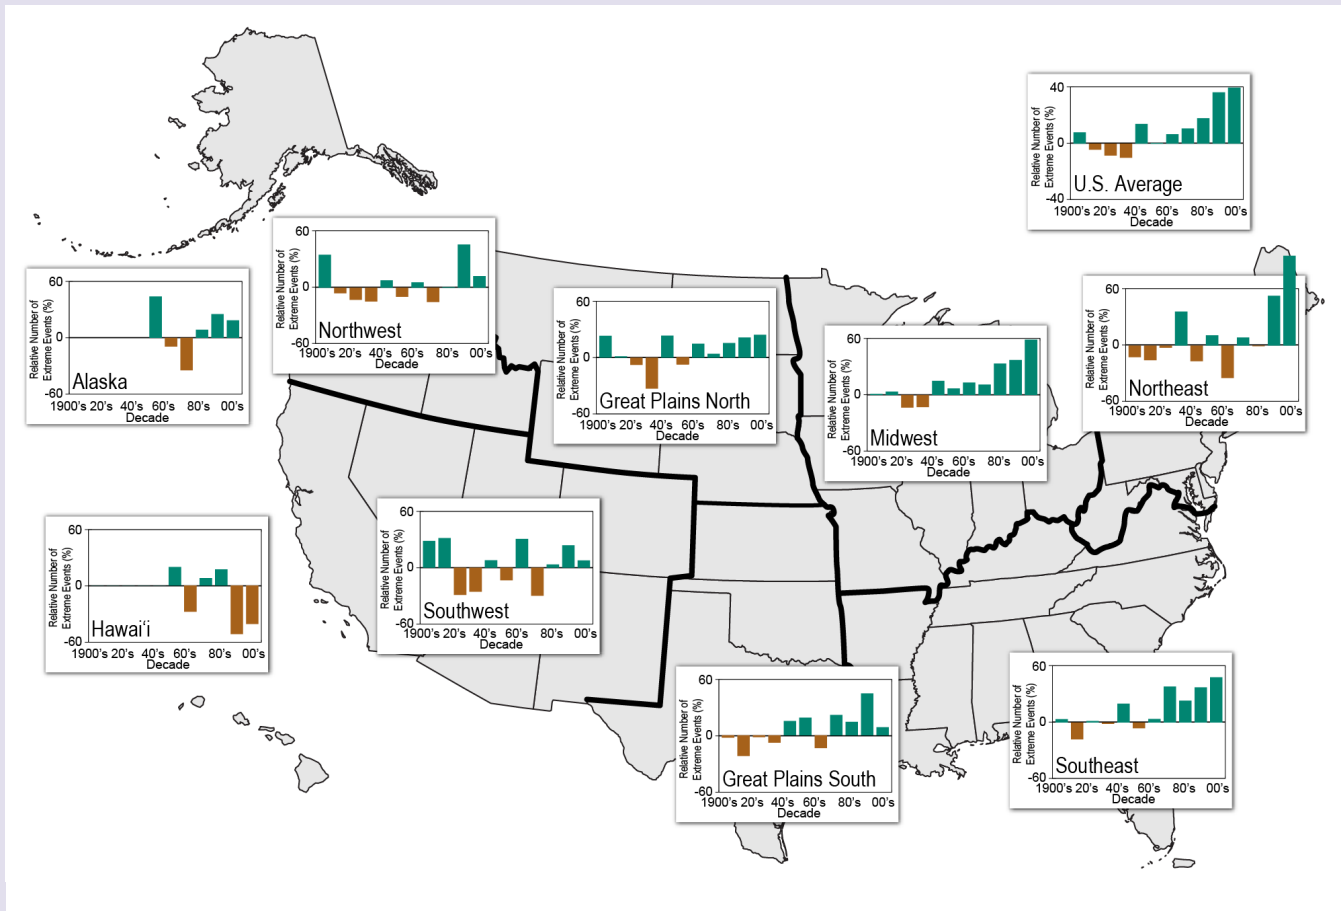 40
0
-40
Relative Number of
Extreme Events (%)
U.S. Average
1900's 20's 40's 60's 80's 00's
Decade
60
0
-60
Relative Number of
Extreme Events (%)
Northwest
1900's 20's 40's 60's 80's 00's
Decade
60
0
-60
Relative Number of
Extreme Events (%)
Alaska
1900's 20's 40's 60's 80's 00's
Decade
60
0
-60
Relative Number of
Extreme Events (%)
Great Plains North
1900's 20's 40's 60's 80's 00's
Decade
60
0
-60
Relative Number of
Extreme Events (%)
Midwest
1900's 20's 40's 60's 80's 00's
Decade
60
0
-60
Relative Number of
Extreme Events (%)
Northeast
1900's 20's 40's 60's 80's 00's
Decade
60
0
-60
Relative Number of
Extreme Events (%)
Hawai‘i
1900's 20's 40's 60's 80's 00's
Decade
60
0
-60
Relative Number of
Extreme Events (%)
Southwest
1900's 20's 40's 60's 80's 00's
Decade
60
0
-60
Relative Number of
Extreme Events (%)
Great Plains South
1900's 20's 40's 60's 80's 00's
Decade
60
0
-60
Relative Number of
Extreme Events (%)
Southeast
1900's 20's 40's 60's 80's 00's
Decade